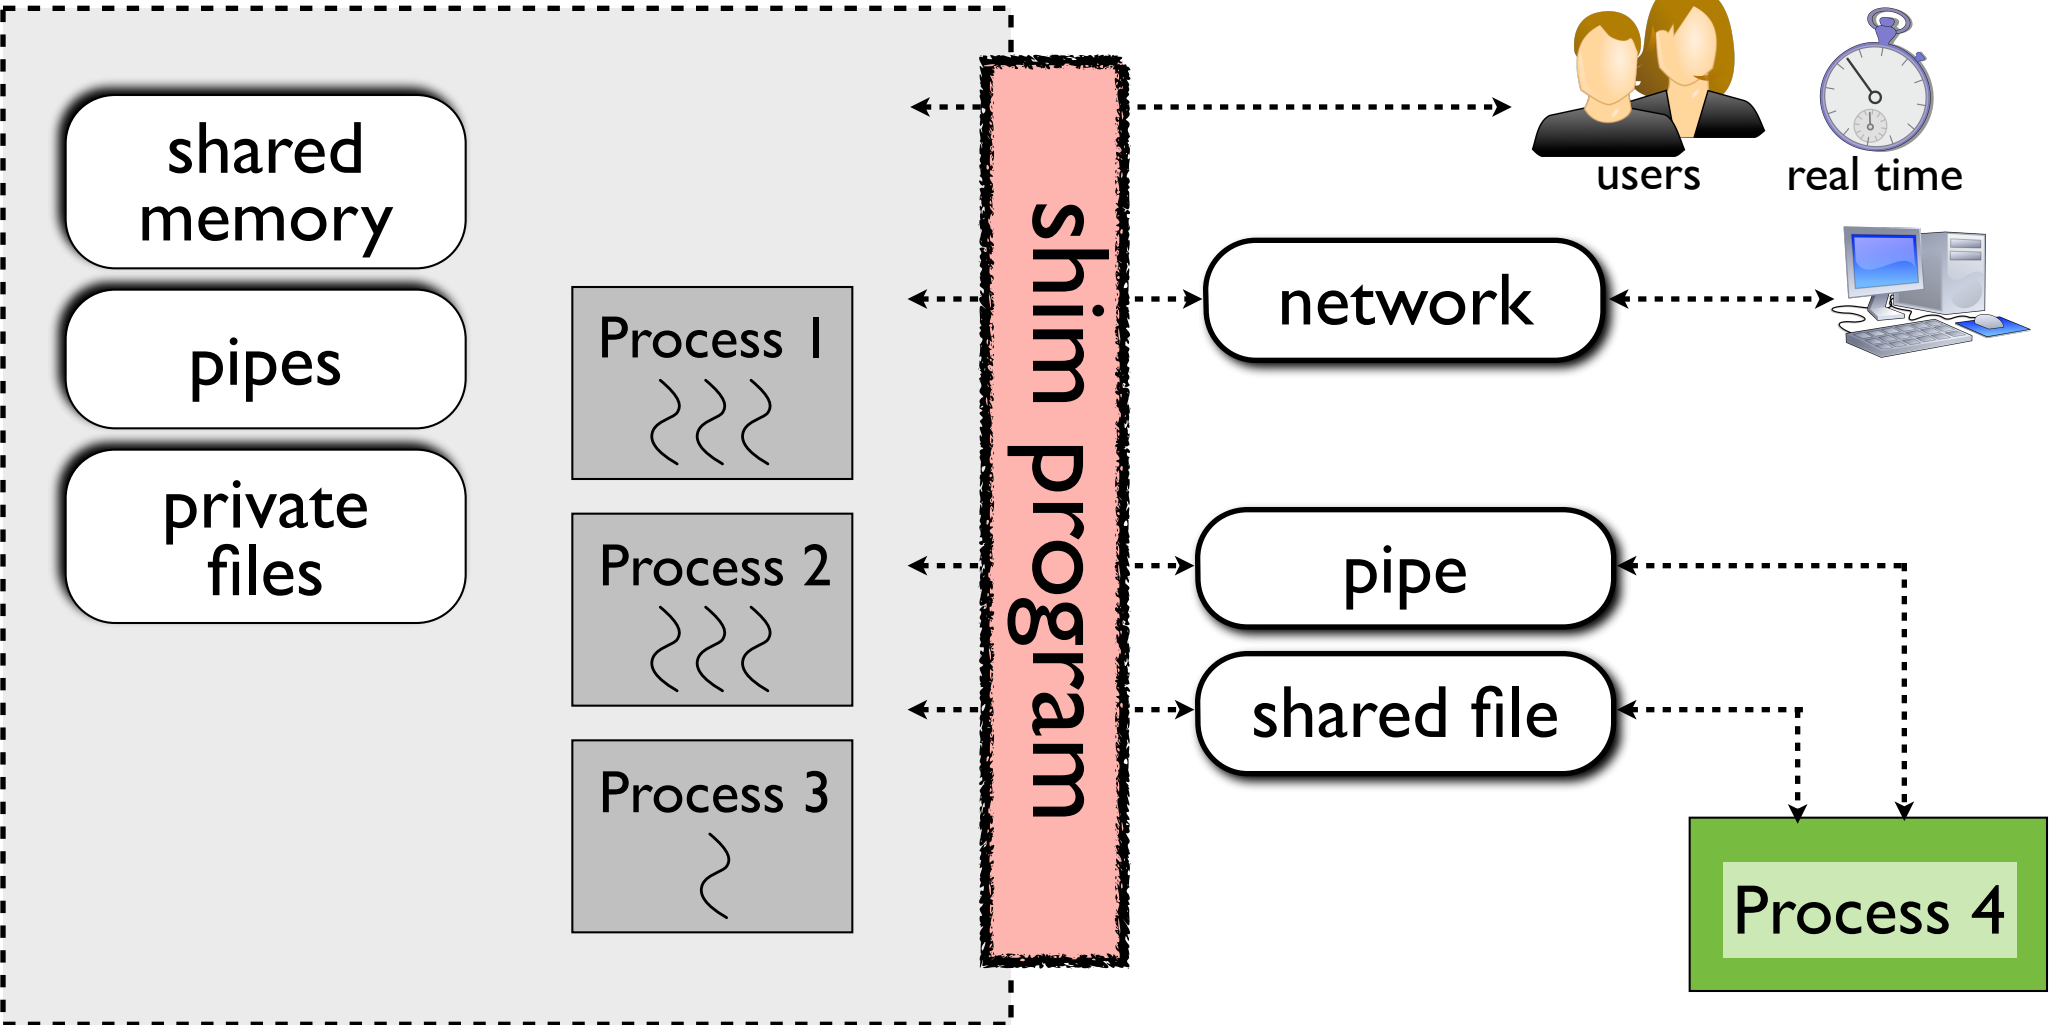 shared
memory
pipes
private
files
Process 1
Process 2
Process 3
shim program
users
real time
network
pipe
shared file
Process 4